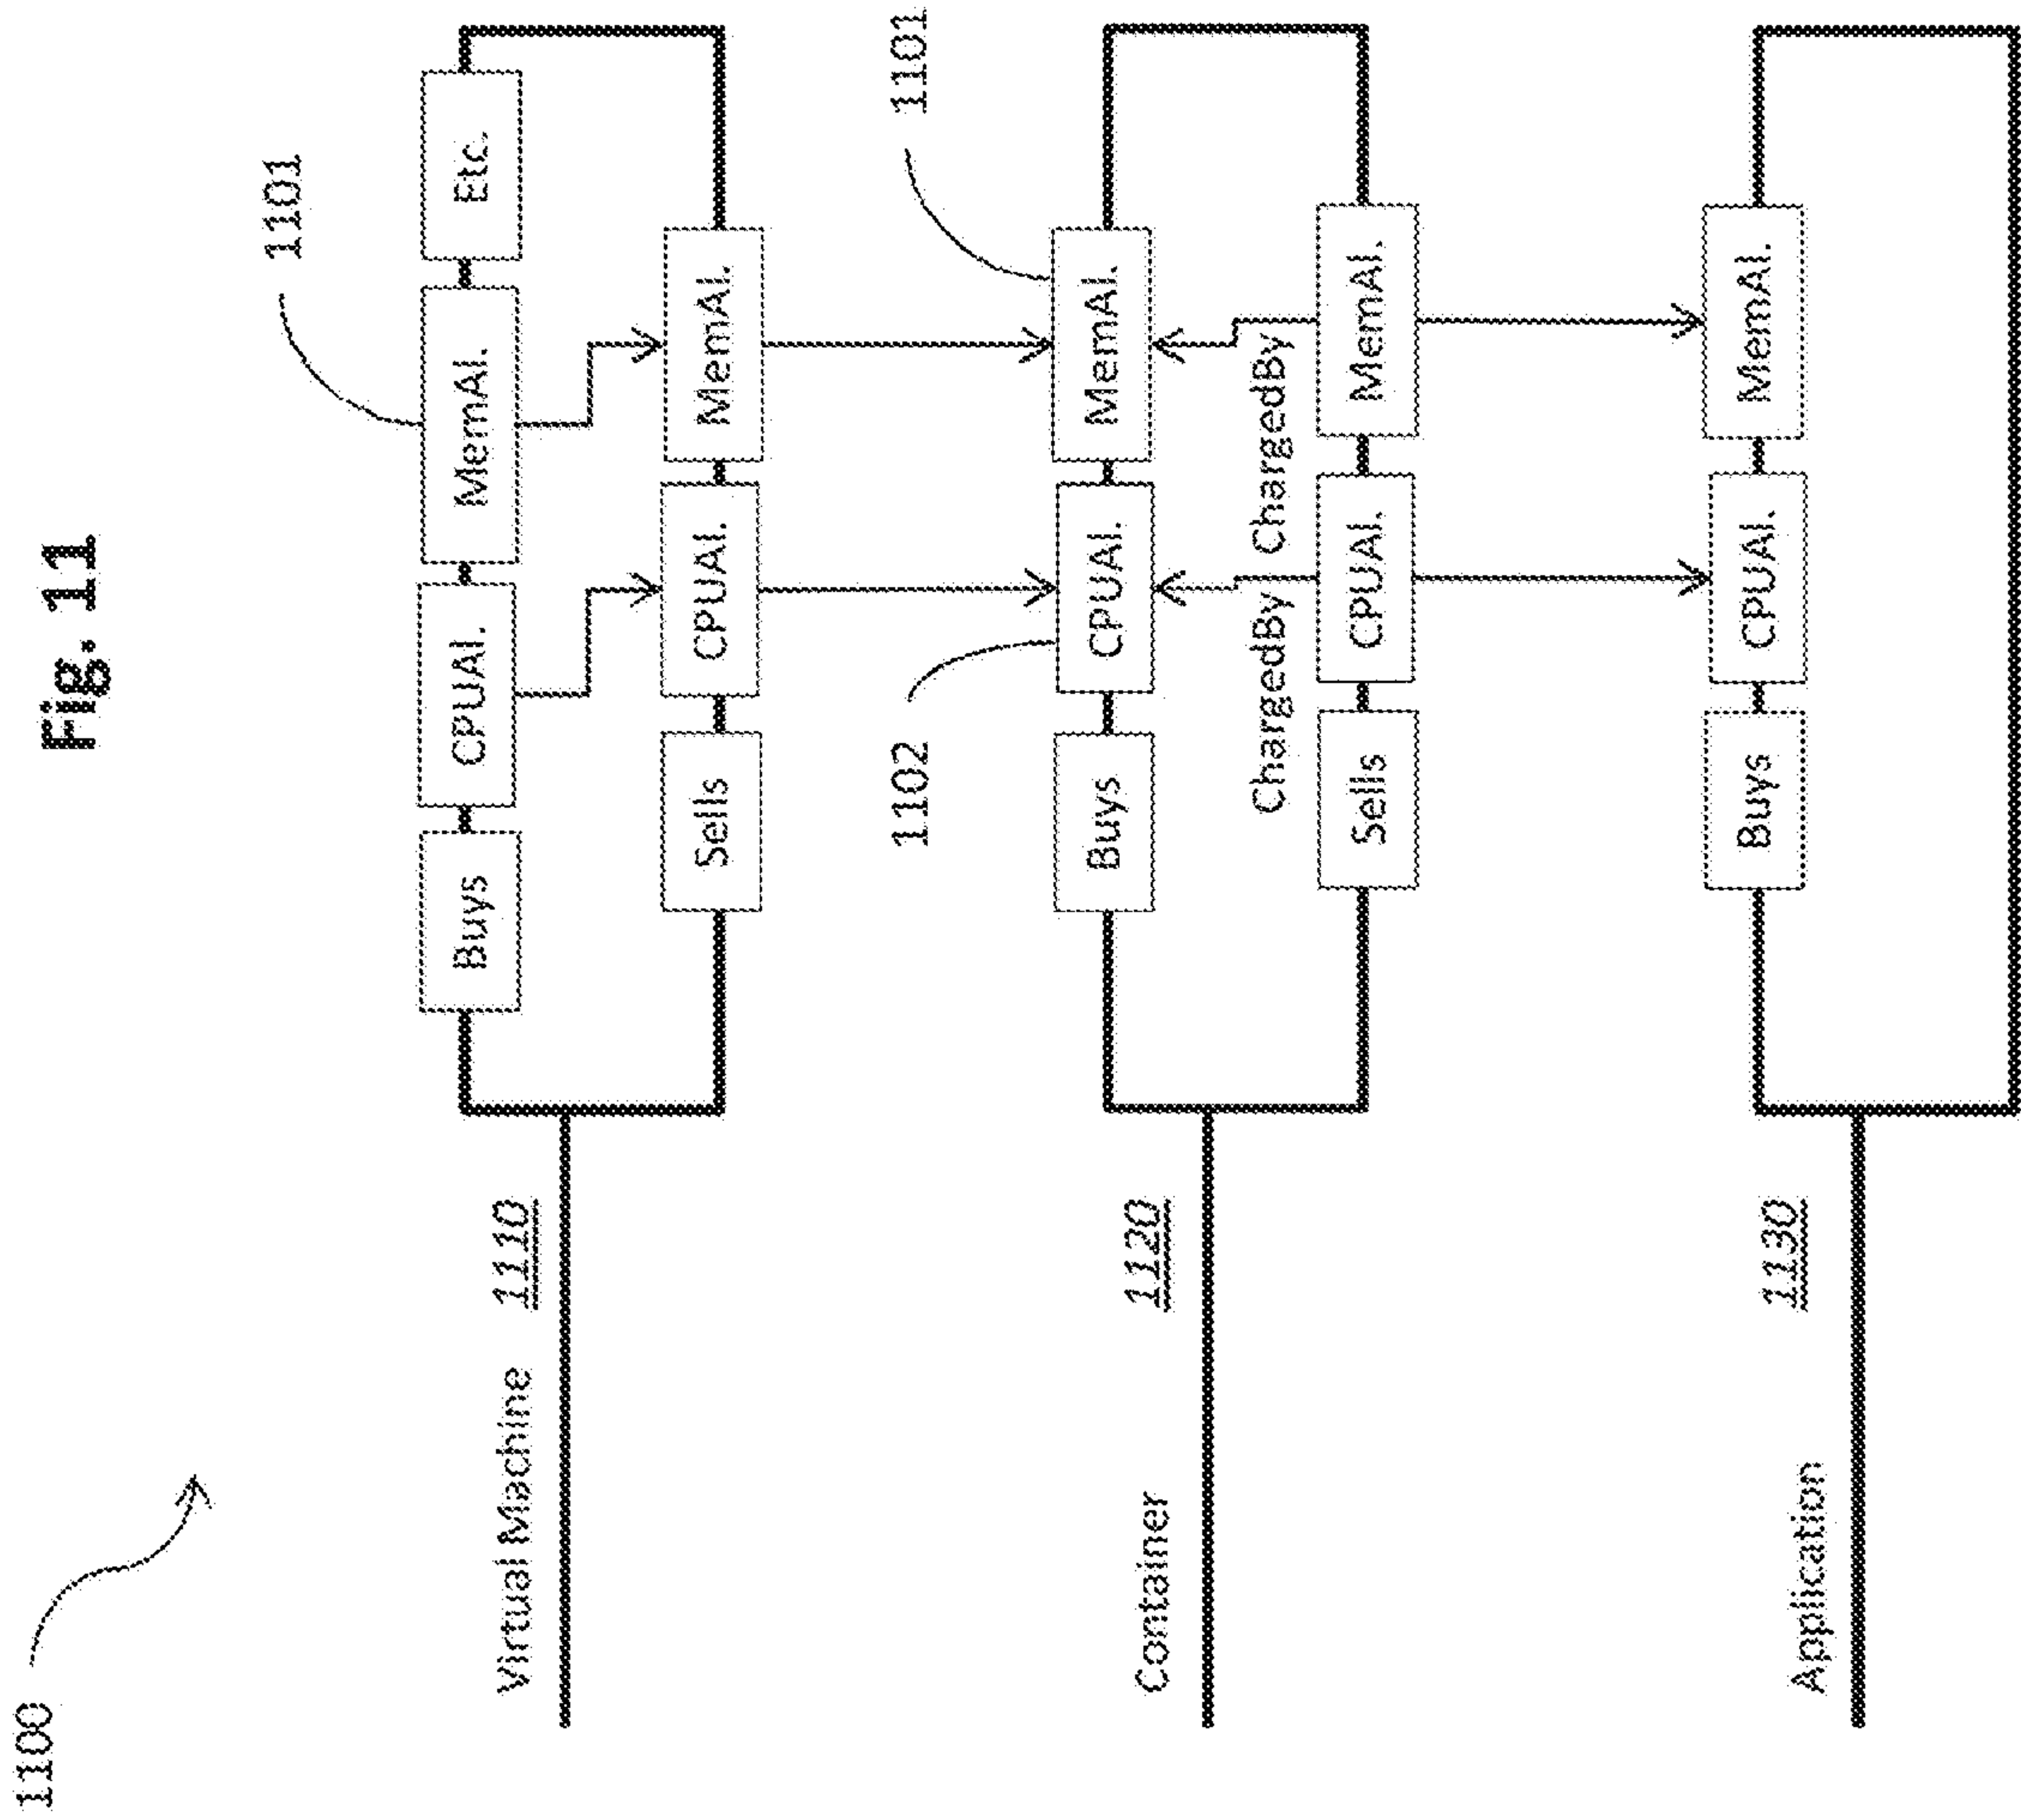 1100
Fig. 11
1101
Buys CPUAl. MemAl. Etc.
Virtual Machine 1110
Sells CPUAl. MemAl.
1102 1101
Buys CPUAl. MemAl.
Container 1120
ChargedBy ChargedBy
Sells CPUAl. MemAl.
Buys CPUAl. MemAl.
Application 1130